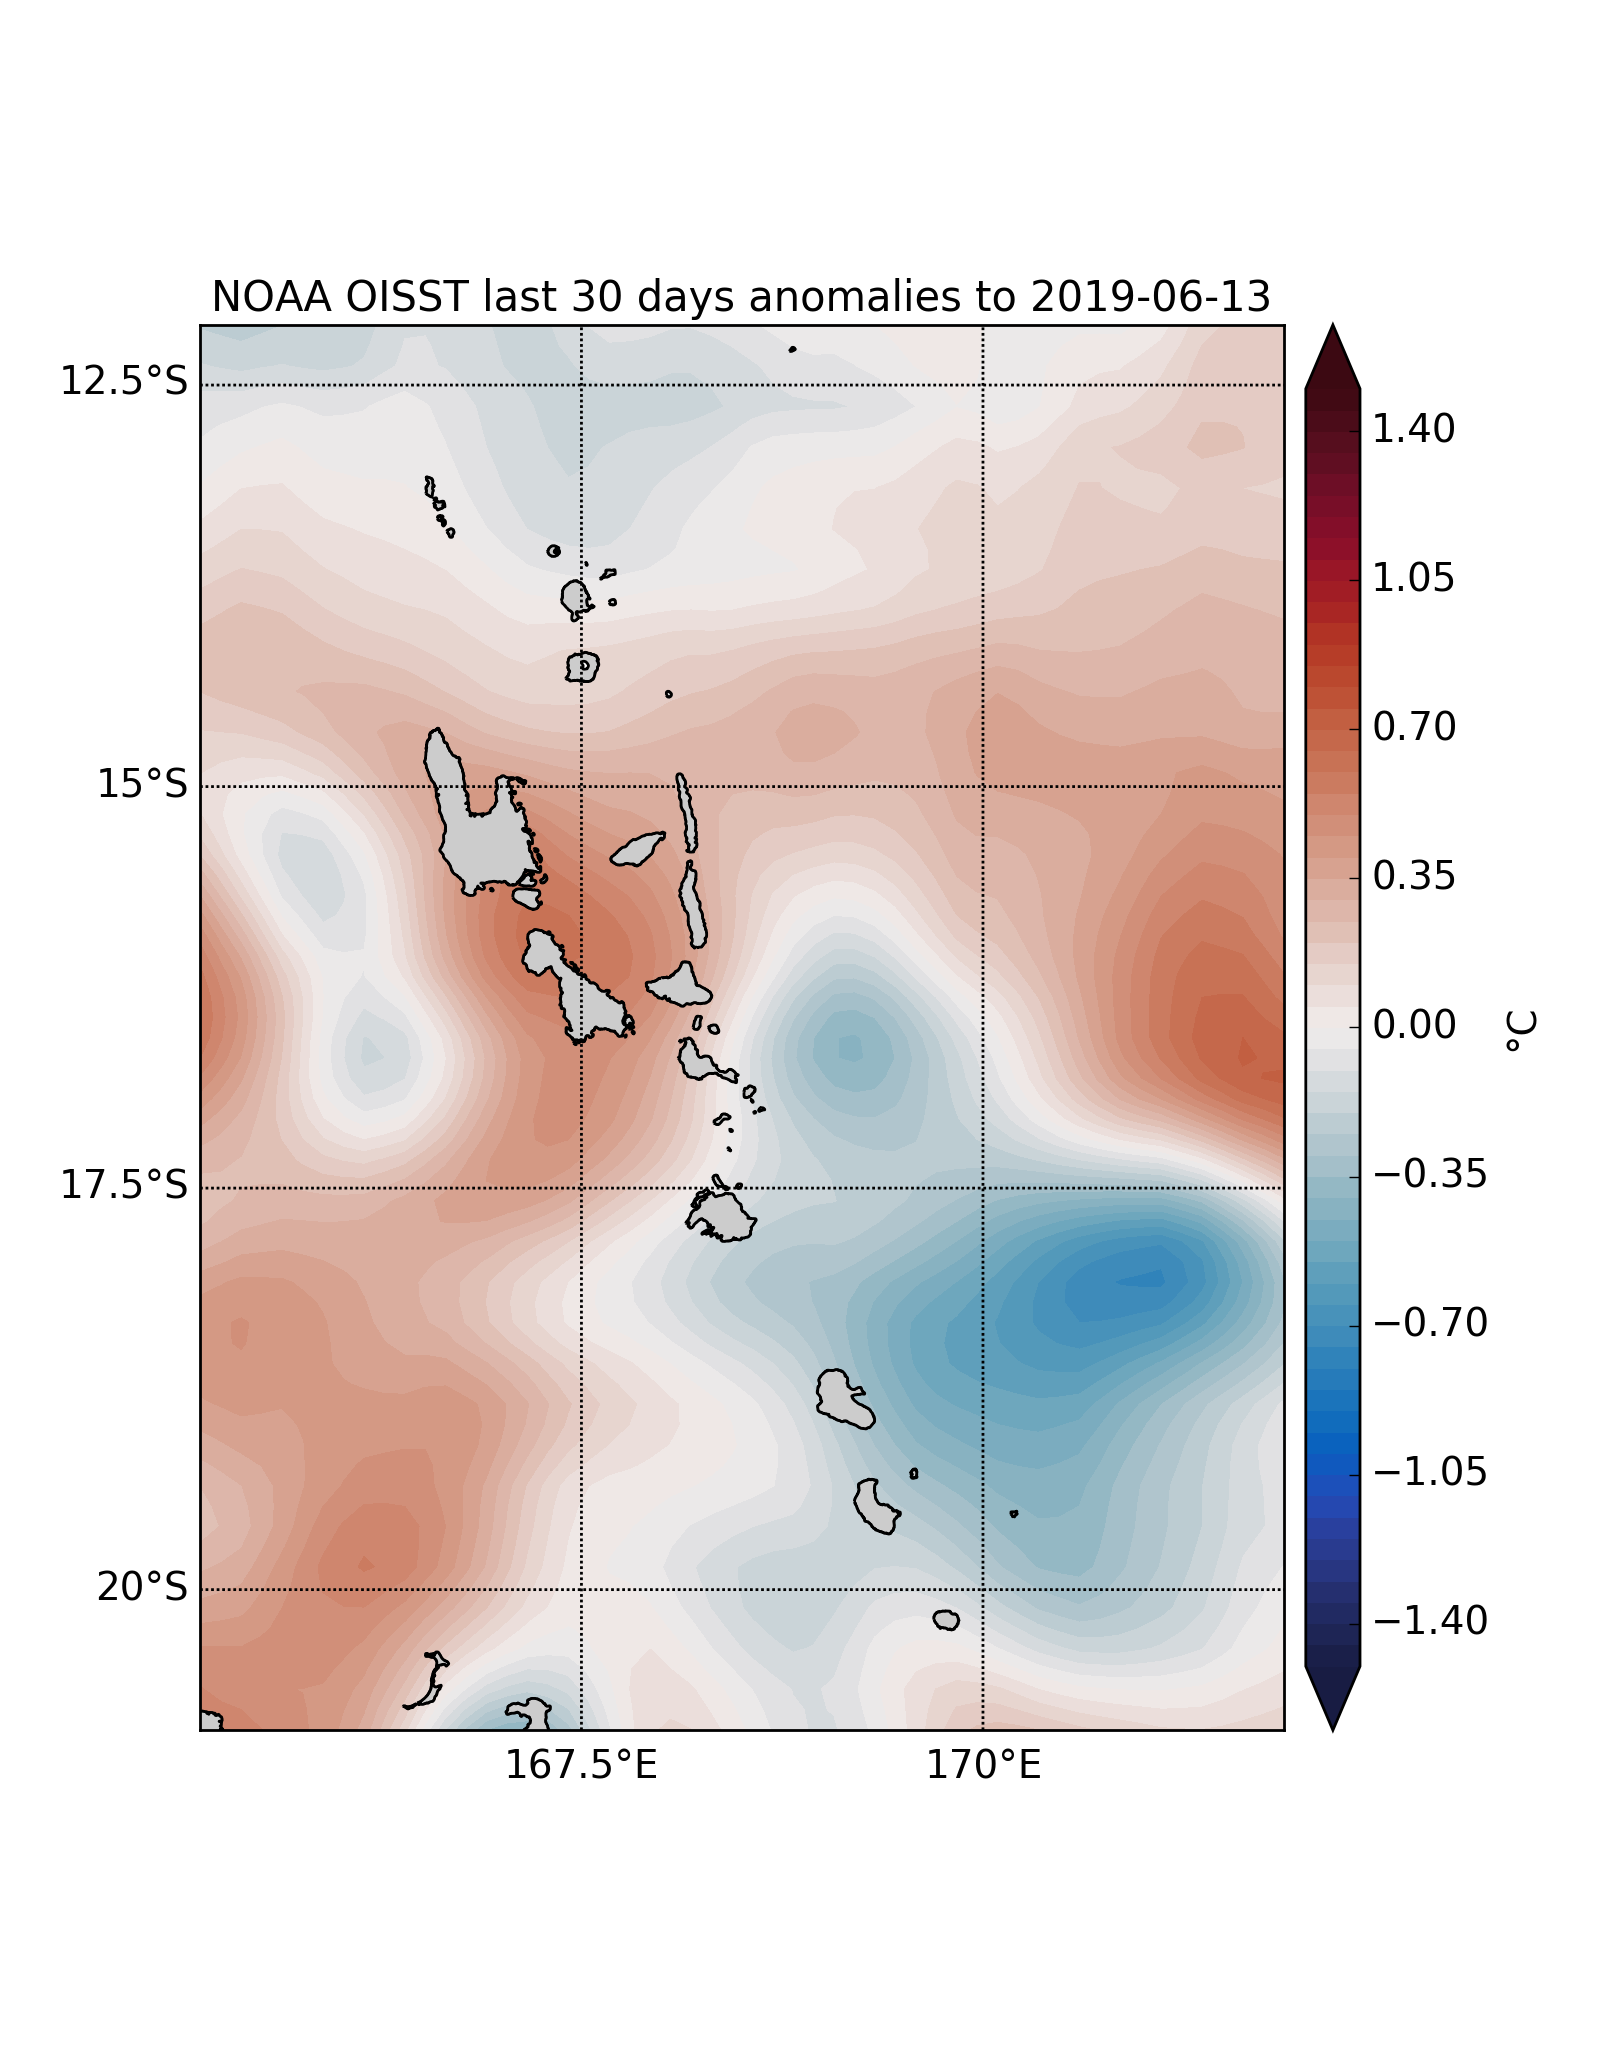 NOAA OISST last 30 days anomalies to 2019-06-13
12.5°S
15°S
17.5°S
20°S
167.5°E
170°E
1.40
1.05
0.70
0.35
0.00
−0.35
−0.70
−1.05
−1.40
°C